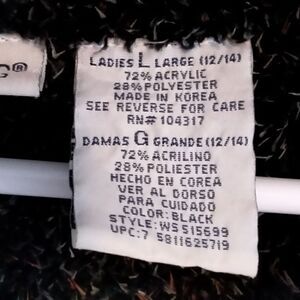 G®
LADIES L LARGE (12/14)
72% ACRYLIC
28% POLYESTER
MADE IN KOREA
SEE REVERSE FOR CARE
RN# 104317
DAMAS G GRANDE (12/14)
72% ACRILINO
28% POLIESTER
HECHO EN COREA
VER AL DORSO
PARA CUIDADO
COLOR: BLACK
STYLE: WS515699
UPC: 7 5811625719